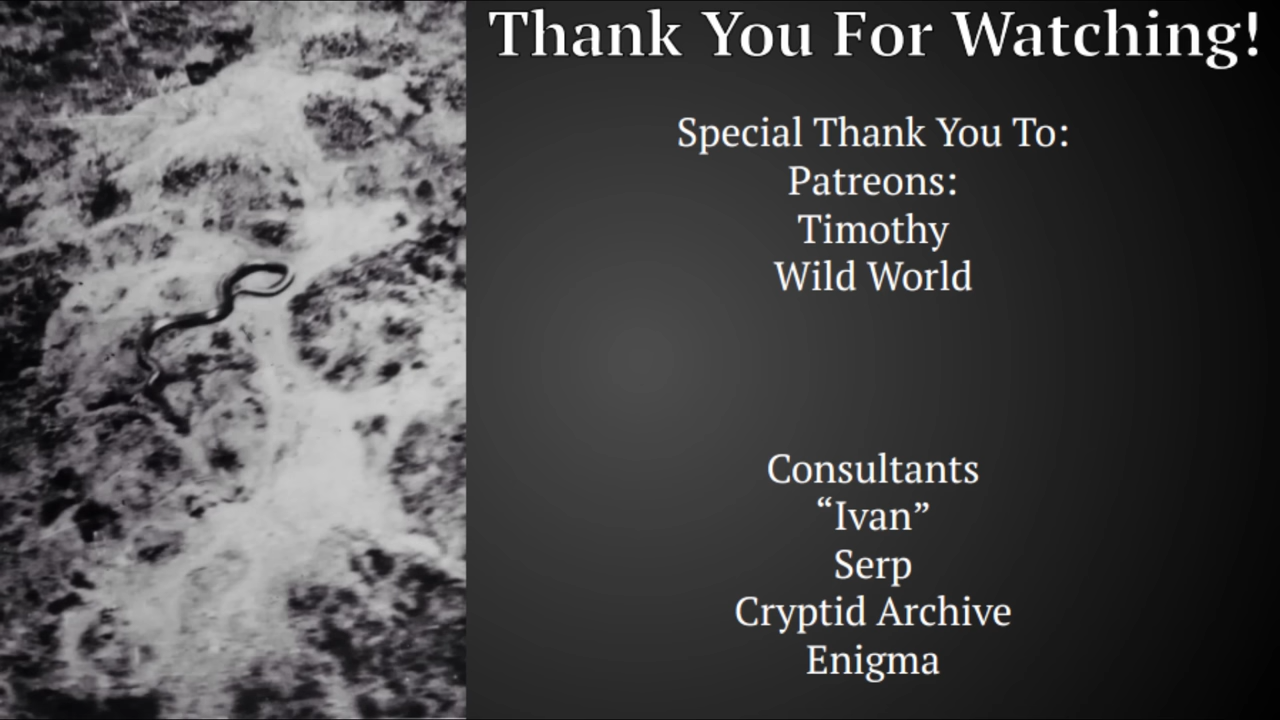 Thank You For Watching!
Special Thank You To:
Patreons:
Timothy
Wild World
Consultants
“Ivan”
Serp
Cryptid Archive
Enigma